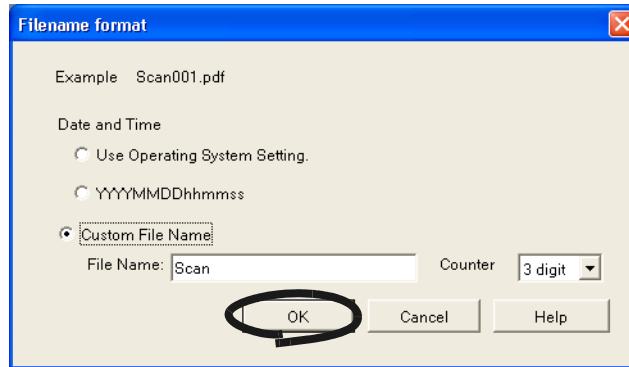 Filename format
Example Scan001.pdf
Date and Time
Use Operating System Setting.
YYYYMMDDhhmmss
Custom File Name
File Name: Scan Counter 3 digit
OK Cancel Help